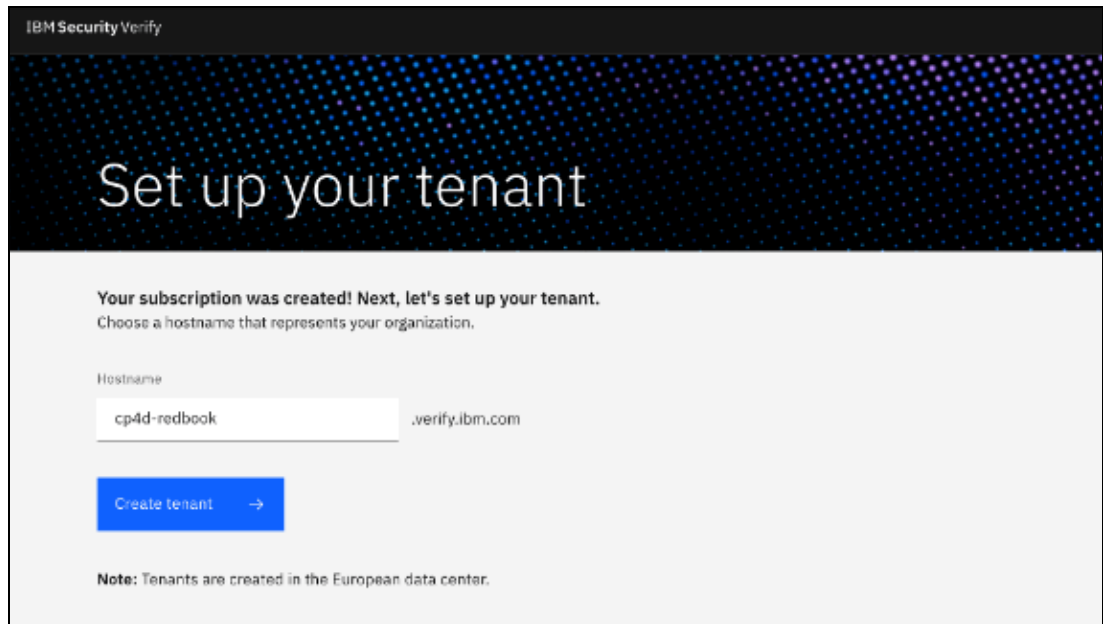 IBM Security Verify
Set up your tenant
Your subscription was created! Next, let's set up your tenant.
Choose a hostname that represents your organization.
Hostname
cp4d-redbook .verify.ibm.com
Create tenant →
Note: Tenants are created in the European data center.